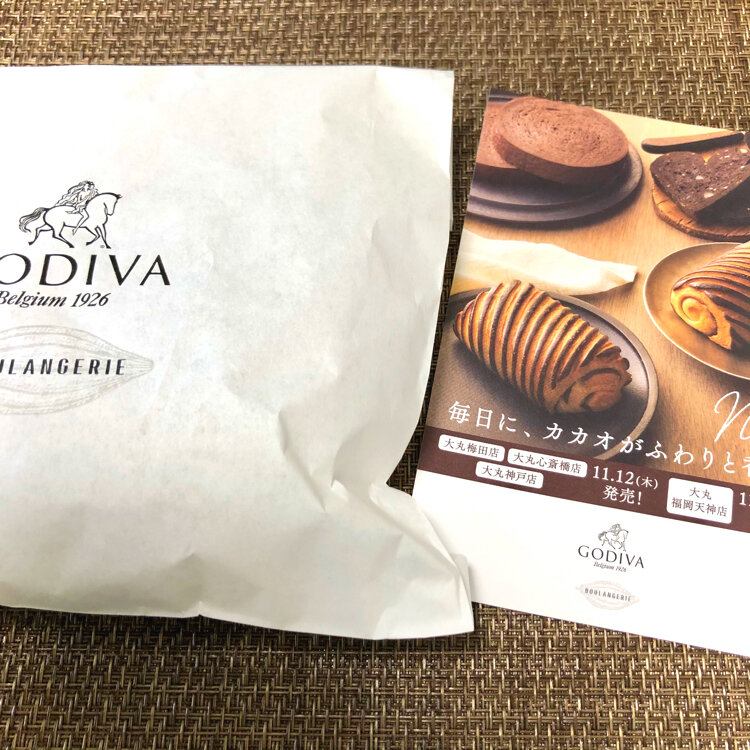 GODIVA
Belgium 1926
BOULANGERIE
毎日に、カカオがふわりと
大丸梅田店 大丸心斎橋店
大丸神戸店
11.12(木)
発売!
大丸
福岡天神店
GODIVA
Belgium 1926
BOULANGERIE